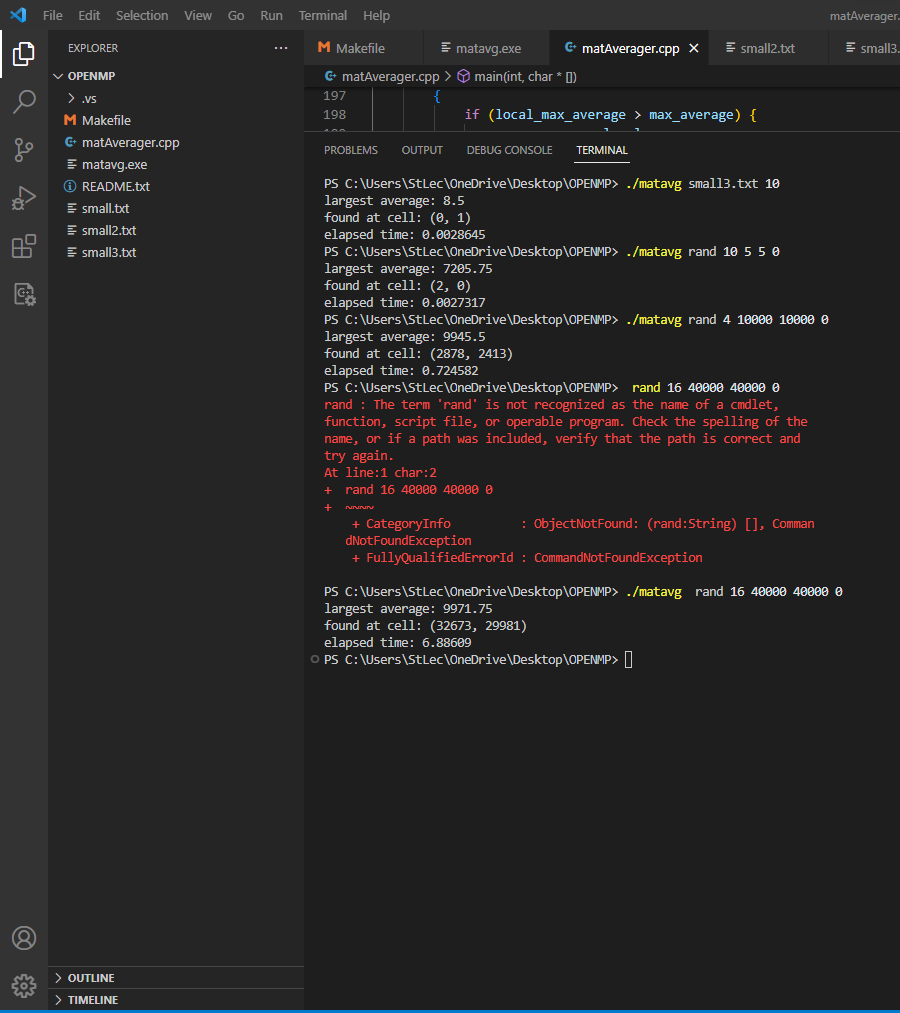 File Edit Selection View Go Run Terminal Help matAverager.
EXPLORER ...
OPENMP
.vs
Makefile
matAverager.cpp
matavg.exe
README.txt
small.txt
small2.txt
small3.txt
OUTLINE
TIMELINE
Makefile matavg.exe matAverager.cpp small2.txt small3.
matAverager.cpp > main(int, char * [])
197 {
198 if (local_max_average > max_average) {
PROBLEMS OUTPUT DEBUG CONSOLE TERMINAL
PS C:\Users\StLec\OneDrive\Desktop\OPENMP> ./matavg small3.txt 10
largest average: 8.5
found at cell: (0, 1)
elapsed time: 0.0028645
PS C:\Users\StLec\OneDrive\Desktop\OPENMP> ./matavg rand 10 5 5 0
largest average: 7205.75
found at cell: (2, 0)
elapsed time: 0.0027317
PS C:\Users\StLec\OneDrive\Desktop\OPENMP> ./matavg rand 4 10000 10000 0
largest average: 9945.5
found at cell: (2878, 2413)
elapsed time: 0.724582
PS C:\Users\StLec\OneDrive\Desktop\OPENMP>  rand 16 40000 40000 0
rand : The term 'rand' is not recognized as the name of a cmdlet,
function, script file, or operable program. Check the spelling of the
name, or if a path was included, verify that the path is correct and
try again.
At line:1 char:2
+  rand 16 40000 40000 0
+  ~~~~
    + CategoryInfo          : ObjectNotFound: (rand:String) [], Comman
   dNotFoundException
    + FullyQualifiedErrorId : CommandNotFoundException
PS C:\Users\StLec\OneDrive\Desktop\OPENMP> ./matavg  rand 16 40000 40000 0
largest average: 9971.75
found at cell: (32673, 29981)
elapsed time: 6.88609
PS C:\Users\StLec\OneDrive\Desktop\OPENMP>